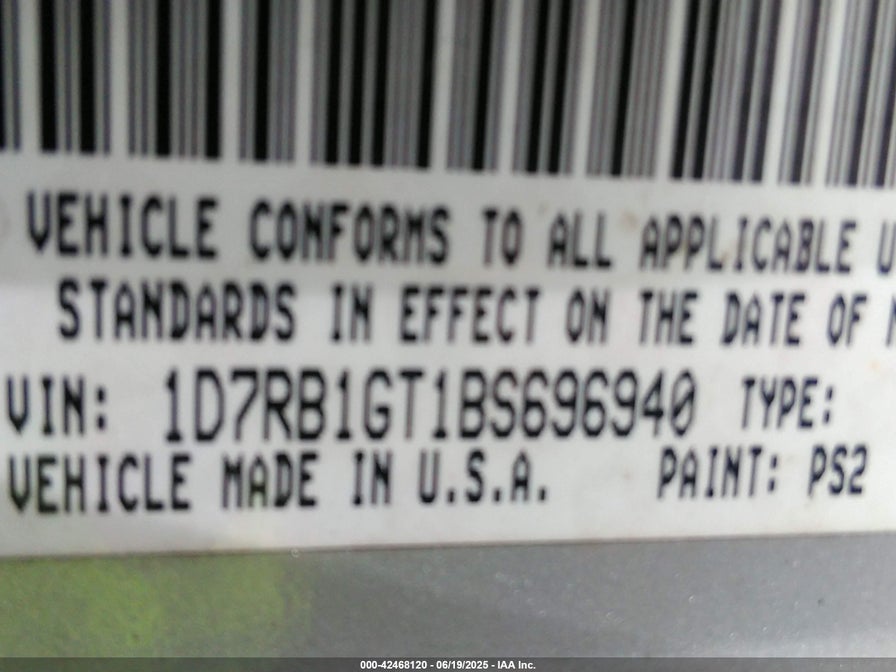 VEHICLE CONFORMS TO ALL APPLICABLE U
STANDARDS IN EFFECT ON THE DATE OF M
VIN: 1D7RB1GT1BS696940 TYPE:
VEHICLE MADE IN U.S.A. PAINT: PS2
000-42468120 - 06/19/2025 - IAA Inc.